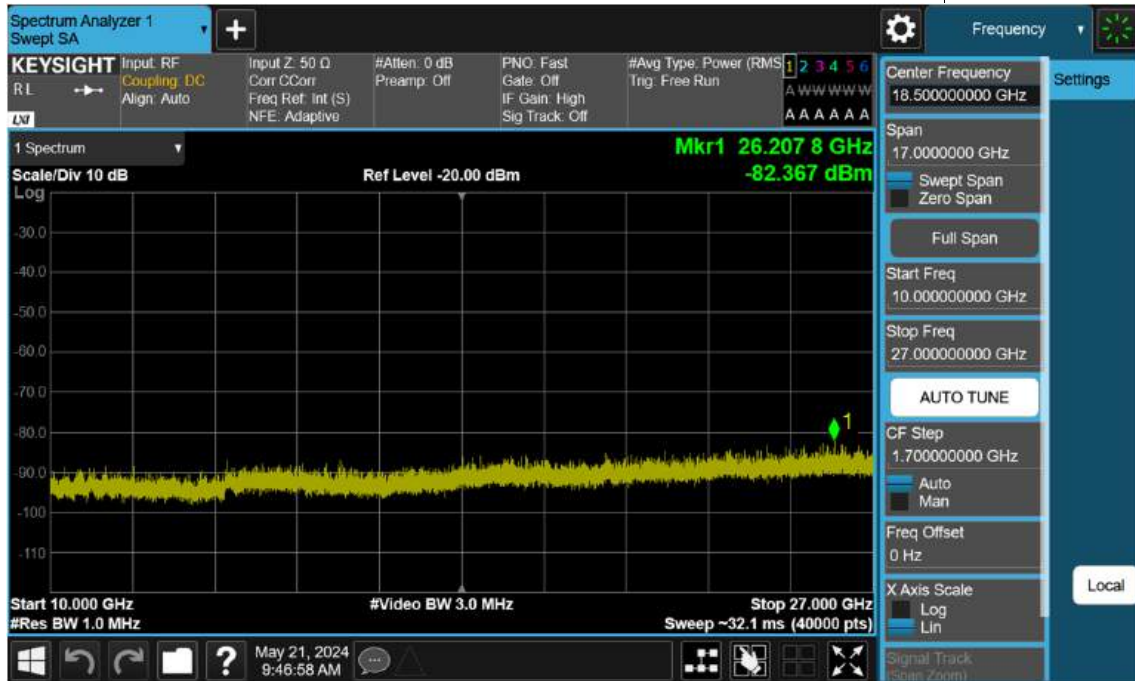 Spectrum Analyzer 1
Swept SA
Frequency
KEYSIGHT
R L
LXI
Input: RF
Coupling: DC
Align: Auto
Input Z: 50 Ω
Corr CCorr
Freq Ref: Int (S)
NFE: Adaptive
#Atten: 0 dB
Preamp: Off
PNO: Fast
Gate: Off
IF Gain: High
Sig Track: Off
#Avg Type: Power (RMS
Trig: Free Run
1 2 3 4 5 6
A W W W W W
A A A A A A
Center Frequency
18.500000000 GHz
Settings
1 Spectrum
Mkr1 26.207 8 GHz
Scale/Div 10 dB
Ref Level -20.00 dBm
-82.367 dBm
Log
-30.0
-40.0
-50.0
-60.0
-70.0
-80.0
-90.0
-100
-110
1
Start 10.000 GHz
#Video BW 3.0 MHz
Stop 27.000 GHz
#Res BW 1.0 MHz
Sweep ~32.1 ms (40000 pts)
Span
17.0000000 GHz
Swept Span
Zero Span
Full Span
Start Freq
10.000000000 GHz
Stop Freq
27.000000000 GHz
AUTO TUNE
CF Step
1.700000000 GHz
Auto
Man
Freq Offset
0 Hz
X Axis Scale
Log
Lin
Signal Track
(Span Zoom)
Local
?
May 21, 2024
9:46:58 AM